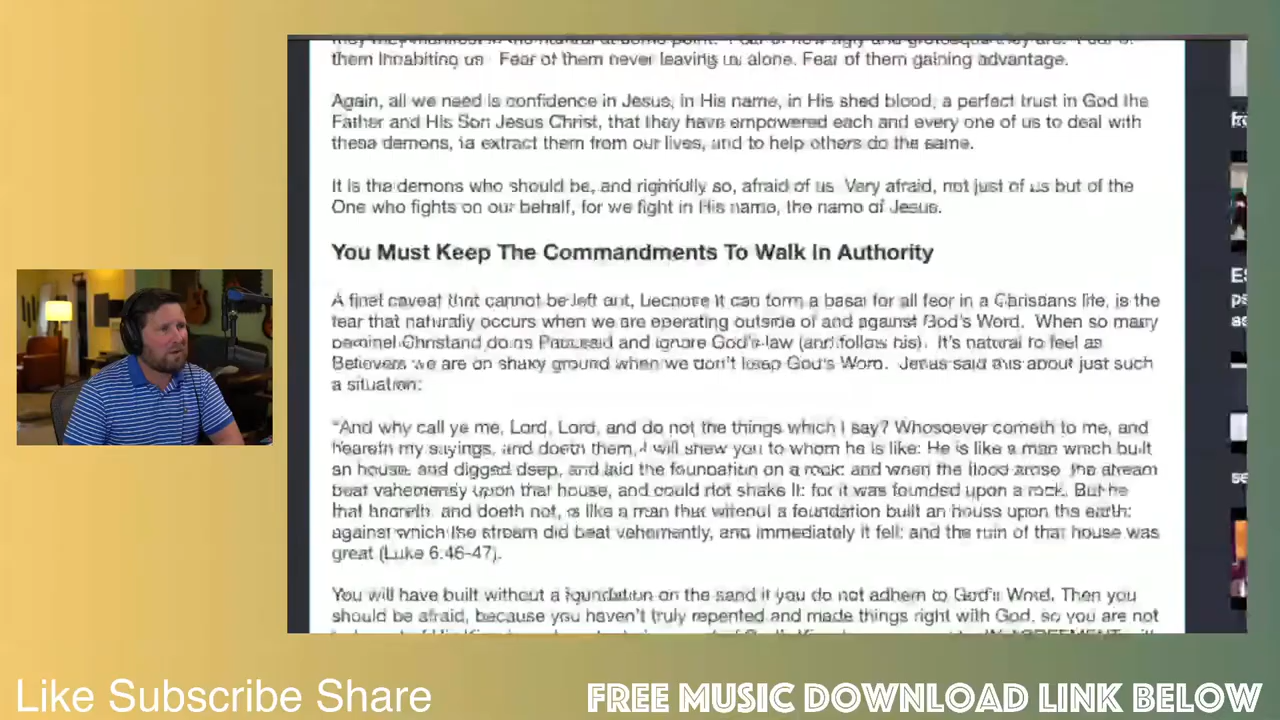 them inhabiting us. Fear of them never leaving us alone. Fear of them gaining advantage.
Again, all we need is confidence in Jesus, in His name, in His shed blood, a perfect trust in God the
Father and His Son Jesus Christ, that they have empowered each and every one of us to deal with
these demons, to extract them from our lives, and to help others do the same.
It is the demons who should be, and rightfully so, afraid of us. Very afraid, not just of us but of the
One who fights on our behalf, for we fight in His name, the name of Jesus.
You Must Keep The Commandments To Walk In Authority
A final caveat that cannot be left out, because it can form a basis for all fear in a Christians life, is the
fear that naturally occurs when we are operating outside of and against God's Word. When so many
and ignore God's law (and follow his). It's natural to feel as
Believers we are on shaky ground when we don't keep God's Word. Jesus said this about just such
a situation:
"And why call ye me, Lord, Lord, and do not the things which I say? Whosoever cometh to me, and
heareth my sayings, and doeth them, I will shew you to whom he is like: He is like a man which built
an house, and digged deep, and laid the foundation on a rock: and when the flood arose, the stream
beat vehemently upon that house, and could not shake it: for it was founded upon a rock. But he
that heareth, and doeth not, is like a man that without a foundation built an house upon the earth;
against which the stream did beat vehemently, and immediately it fell; and the ruin of that house was
great (Luke 6:46-47).
You will have built without a foundation on the sand if you do not adhere to God's Word. Then you
should be afraid, because you haven't truly repented and made things right with God, so you are not
Like Subscribe Share
FREE MUSIC DOWNLOAD LINK BELOW